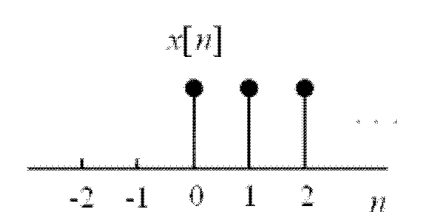 x[n]
. . .
-2 -1 0 1 2 n